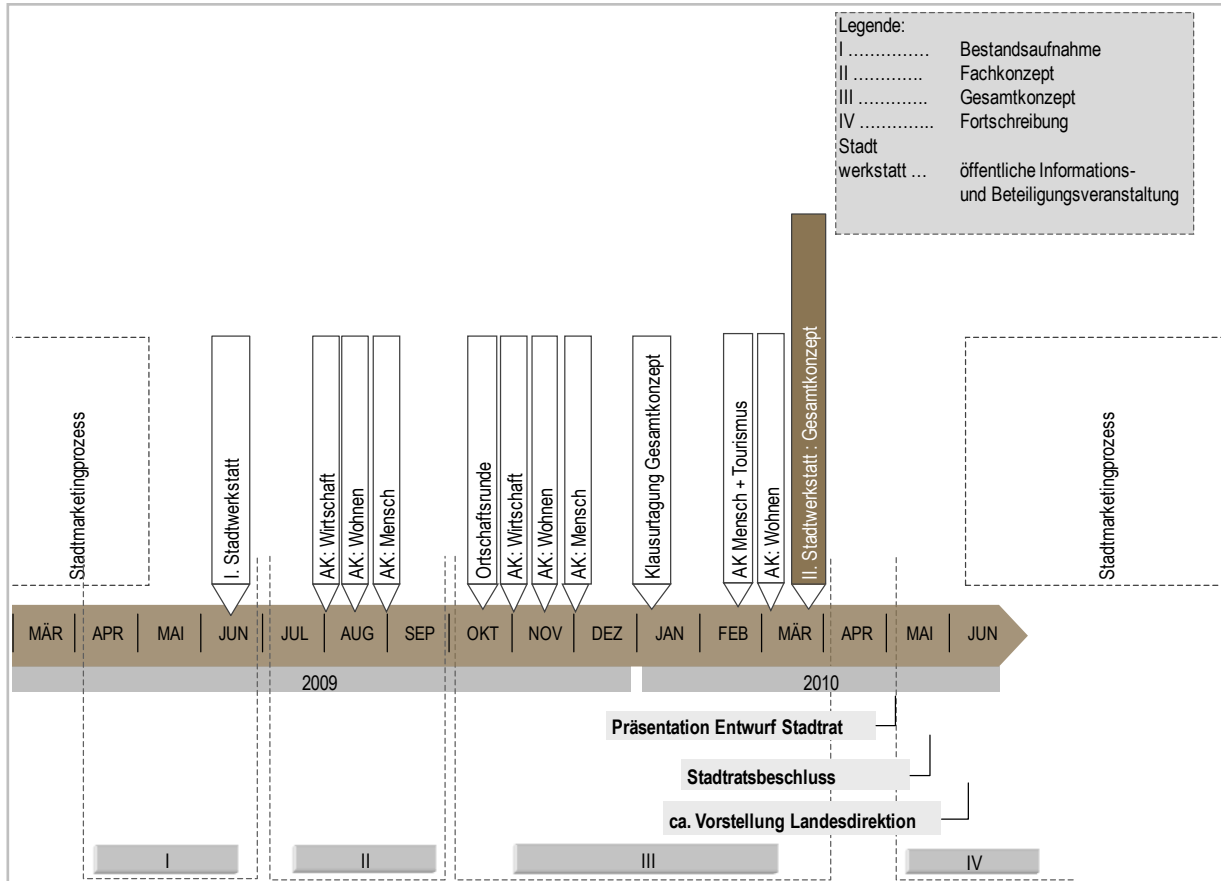 Legende:
I ............... Bestandsaufnahme
II ............. Fachkonzept
III ............. Gesamtkonzept
IV .............. Fortschreibung
Stadt
werkstatt ... öffentliche Informations-
und Beteiligungsveranstaltung
Stadtmarketingprozess
I. Stadtwerkstatt
AK: Wirtschaft
AK: Wohnen
AK: Mensch
Ortschaftsrunde
AK: Wirtschaft
AK: Wohnen
AK: Mensch
Klausurtagung Gesamtkonzept
AK Mensch + Tourismus
AK: Wohnen
II. Stadtwerkstatt : Gesamtkonzept
Stadtmarketingprozess
MÄR APR MAI JUN JUL AUG SEP OKT NOV DEZ JAN FEB MÄR APR MAI JUN
2009 2010
Präsentation Entwurf Stadtrat
Stadtratsbeschluss
ca. Vorstellung Landesdirektion
I II III IV